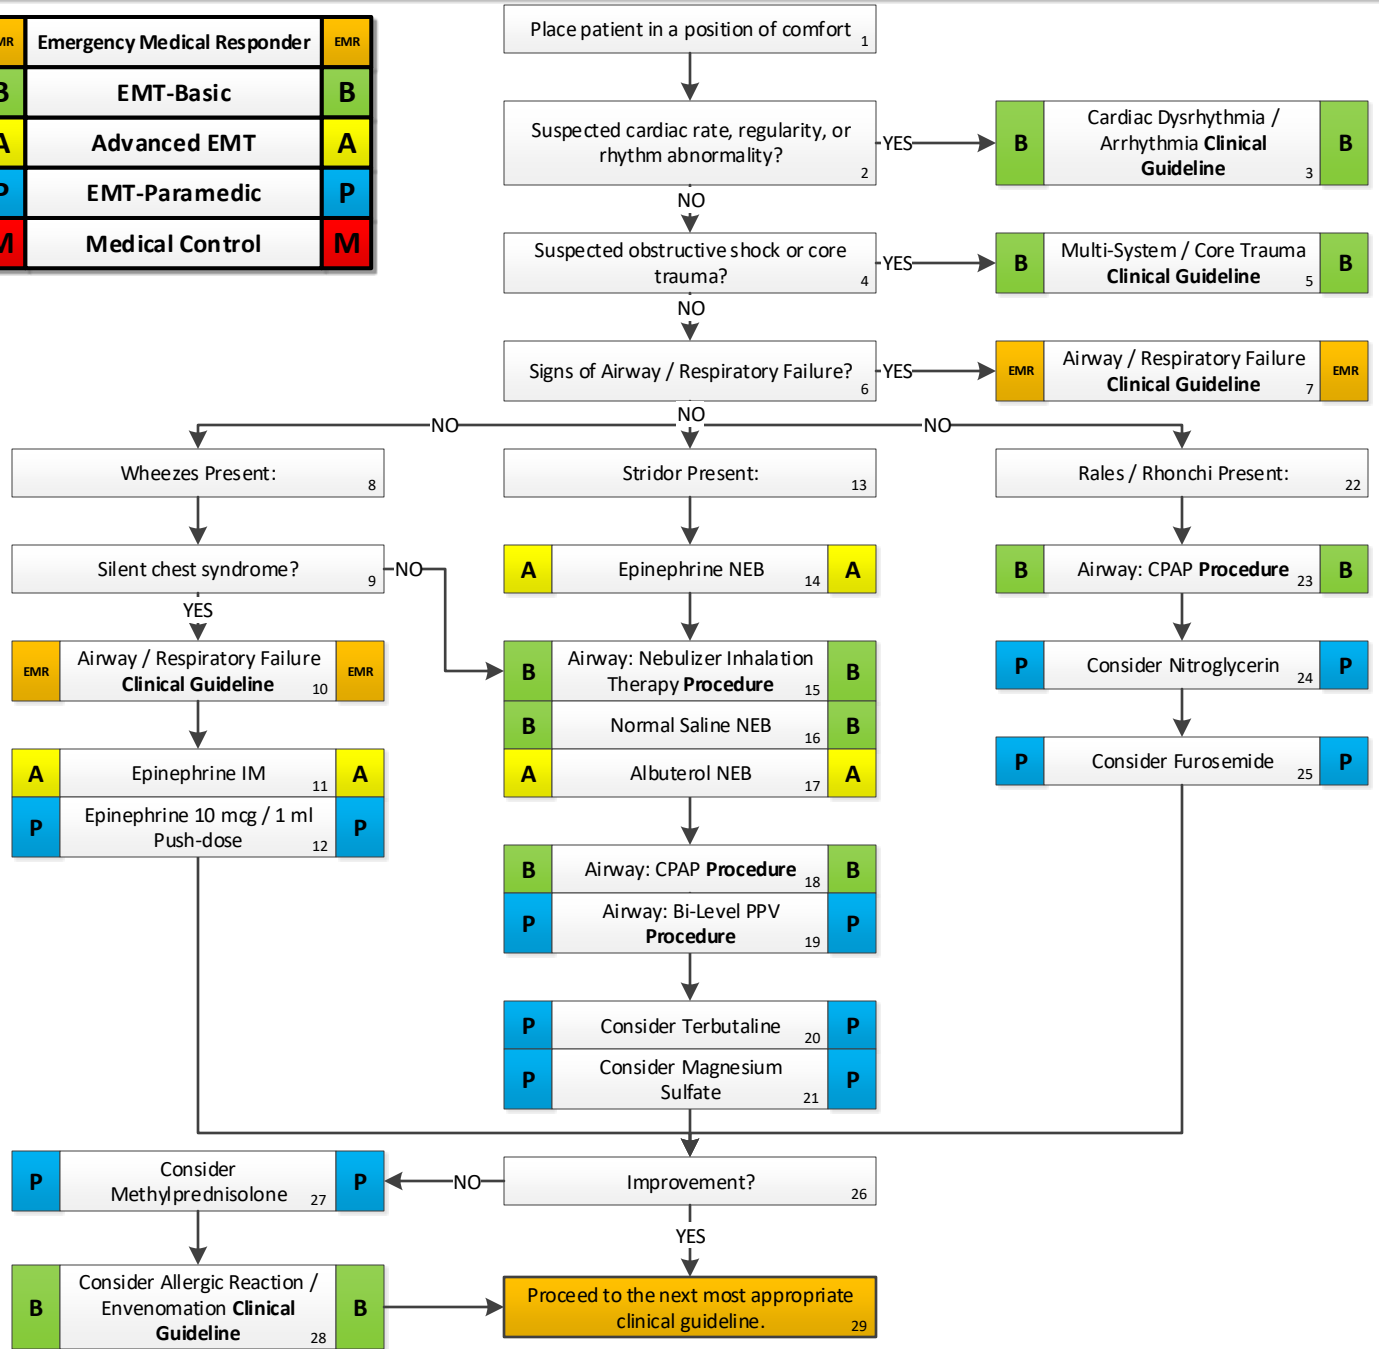 MR Emergency Medical Responder EMR
B EMT-Basic B
A Advanced EMT A
P EMT-Paramedic P
M Medical Control M
Place patient in a position of comfort 1
Suspected cardiac rate, regularity, or
rhythm abnormality?
2
YES
B
Cardiac Dysrhythmia /
Arrhythmia Clinical
Guideline 3
B
NO
Suspected obstructive shock or core
trauma? 4
YES
B
Multi-System / Core Trauma
Clinical Guideline 5
B
NO
Signs of Airway / Respiratory Failure? 6
YES
EMR
Airway / Respiratory Failure
Clinical Guideline 7
EMR
NO
NO
NO
Wheezes Present: 8
Silent chest syndrome? 9
NO
YES
EMR
Airway / Respiratory Failure
Clinical Guideline 10
EMR
A Epinephrine IM 11 A
P
Epinephrine 10 mcg / 1 ml
Push-dose 12
P
Stridor Present: 13
A Epinephrine NEB 14 A
B
Airway: Nebulizer Inhalation
Therapy Procedure 15
B
B Normal Saline NEB 16 B
A Albuterol NEB 17 A
B Airway: CPAP Procedure 18 B
P
Airway: Bi-Level PPV
Procedure 19
P
P Consider Terbutaline 20 P
P
Consider Magnesium
Sulfate 21
P
Rales / Rhonchi Present: 22
B Airway: CPAP Procedure 23 B
P Consider Nitroglycerin 24 P
P Consider Furosemide 25 P
Improvement? 26
NO
P
Consider
Methylprednisolone 27
P
B
Consider Allergic Reaction /
Envenomation Clinical
Guideline 28
B
YES
Proceed to the next most appropriate
clinical guideline. 29